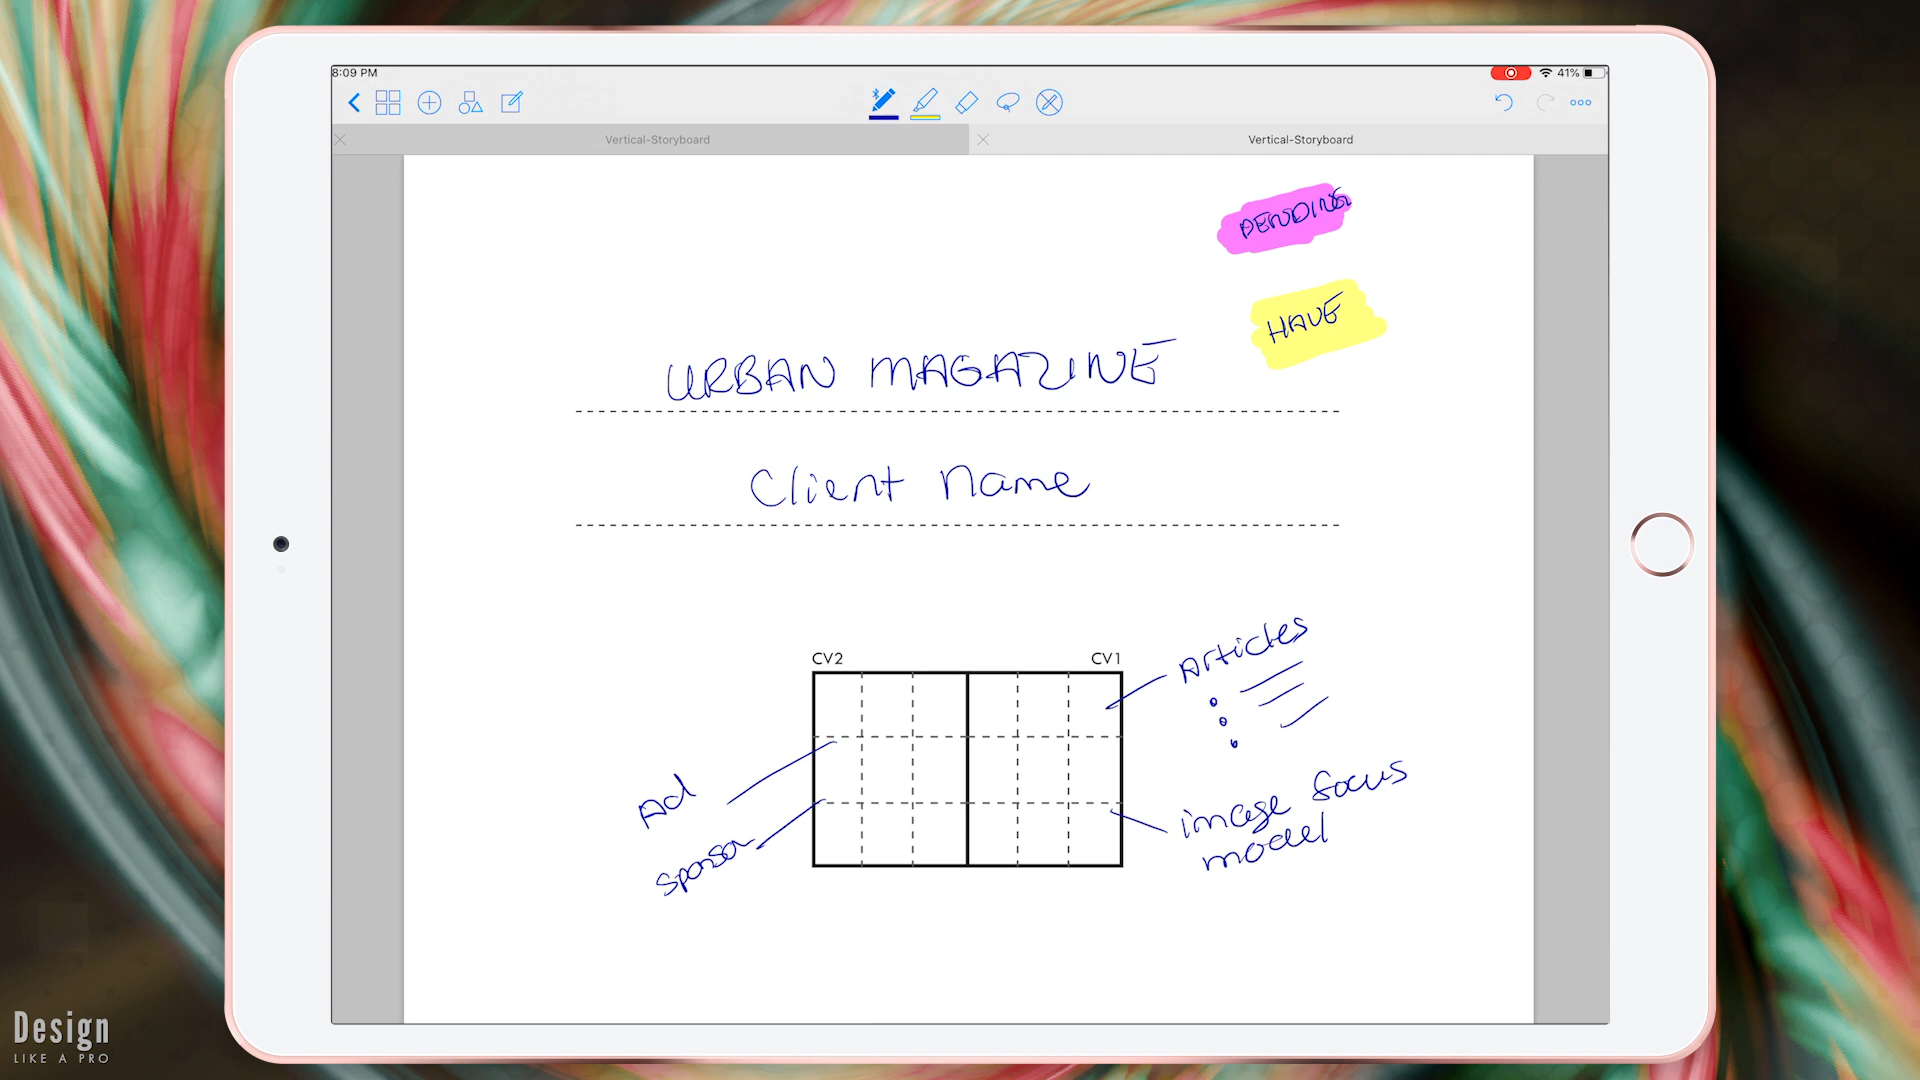 8:09 PM
41%
Vertical-Storyboard
Vertical-Storyboard
PENDING
HAVE
URBAN MAGAZINE
Client Name
CV2
CV1
Articles
Ad
sponsor
image focus
model
Design
LIKE A PRO